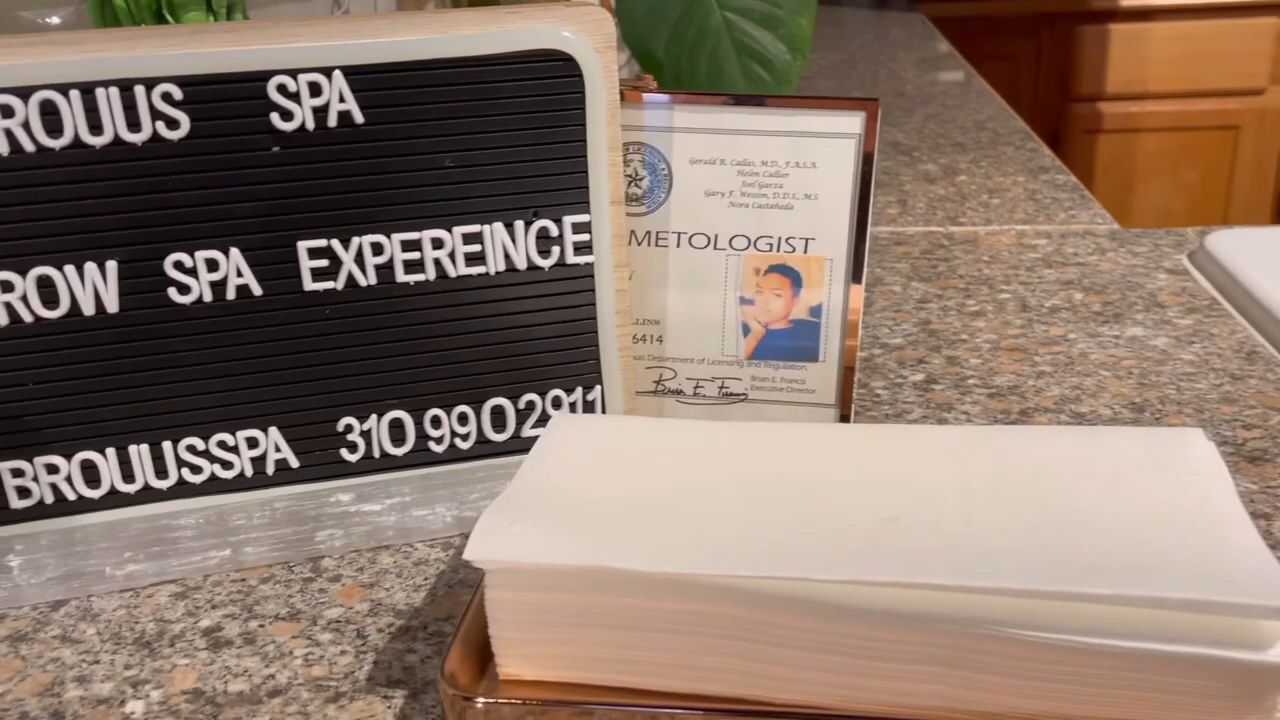 ROUUS SPA
ROW SPA EXPEREINCE
BROUUSSPA 310 990 2911
Gerald R. Callas, M.D., F.A.S.A.
Helen Callier
Joel Garza
Gary F. Wesson, D.D.S., M.S
Nora Castañeda
METOLOGIST
LINS
6414
Department of Licensing and Regulation.
Brian E. Francis
Executive Director